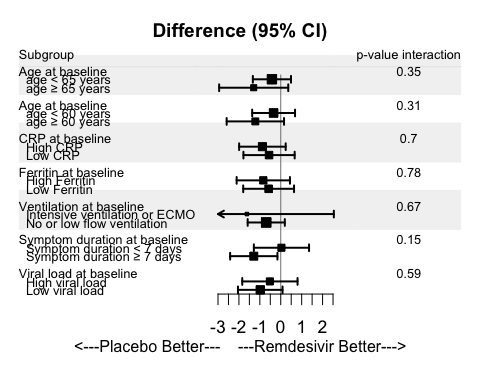 Difference (95% CI)
Subgroup p-value interaction
Age at baseline 0.35
age < 65 years
age ≥ 65 years
Age at baseline 0.31
age < 60 years
age ≥ 60 years
CRP at baseline 0.7
High CRP
Low CRP
Ferritin at baseline 0.78
High Ferritin
Low Ferritin
Ventilation at baseline 0.67
Intensive ventilation or ECMO
No or low flow ventilation
Symptom duration at baseline 0.15
Symptom duration < 7 days
Symptom duration ≥ 7 days
Viral load at baseline 0.59
High viral load
Low viral load
-3 -2 -1 0 1 2
<---Placebo Better--- ---Remdesivir Better--->